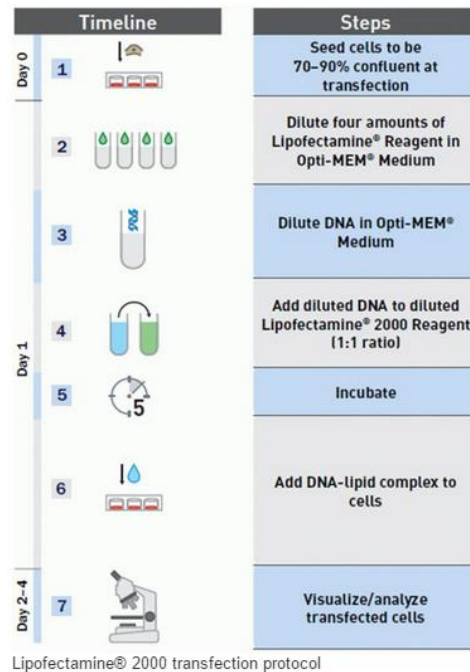 Timeline
Steps
Day 0
1
Seed cells to be
70–90% confluent at
transfection
Day 1
2
Dilute four amounts of
Lipofectamine® Reagent in
Opti-MEM® Medium
3
Dilute DNA in Opti-MEM®
Medium
4
Add diluted DNA to diluted
Lipofectamine® 2000 Reagent
(1:1 ratio)
5
5
Incubate
6
Add DNA-lipid complex to
cells
Day 2–4
7
Visualize/analyze
transfected cells
Lipofectamine® 2000 transfection protocol